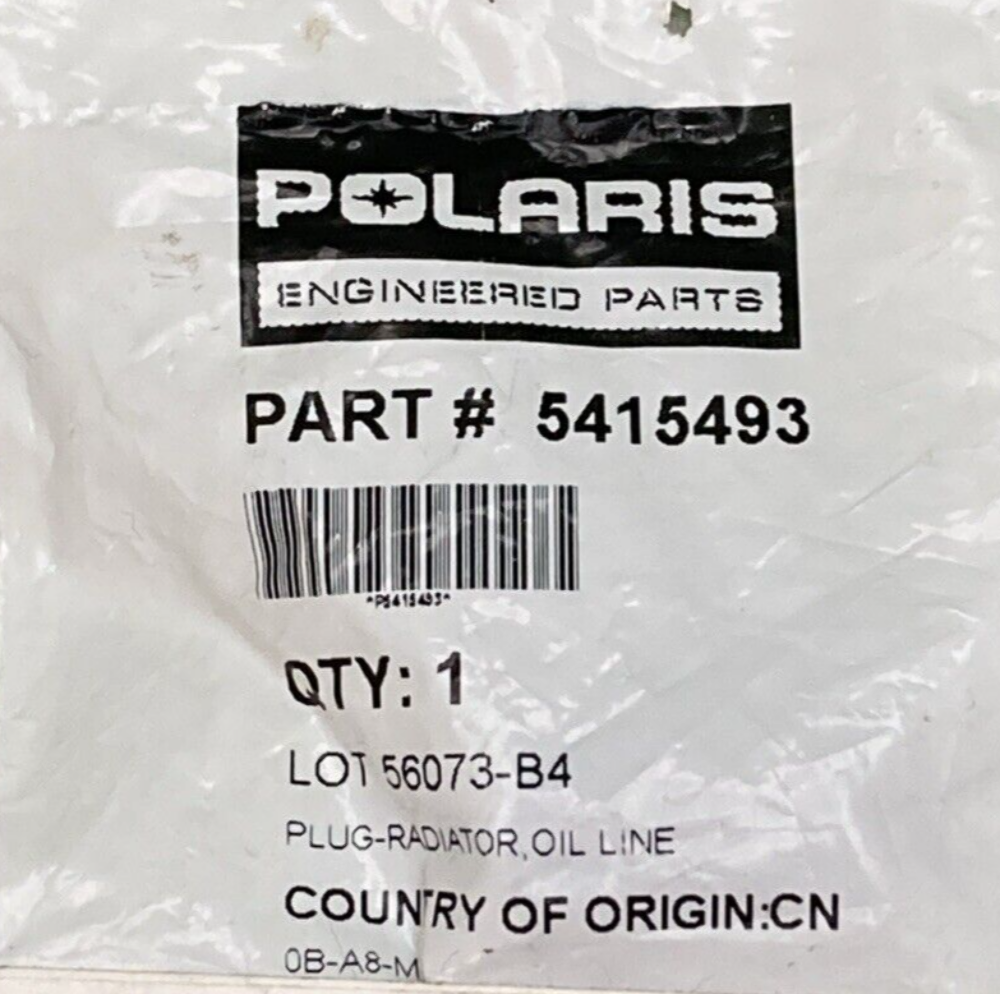 POLARIS
ENGINEERED PARTS
PART # 5415493
*P5415493*
QTY: 1
LOT 56073-B4
PLUG-RADIATOR,OIL LINE
COUNTRY OF ORIGIN:CN
0B-A8-M